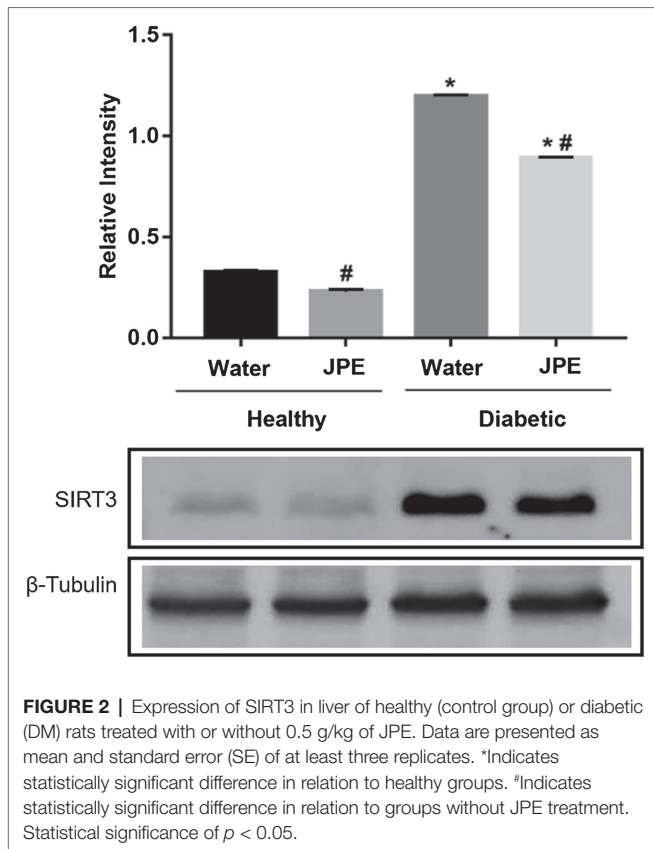 1.5
*
1.0
* #
Relative Intensity
0.5
#
0.0
Water JPE Water JPE
Healthy Diabetic
SIRT3
β-Tubulin
FIGURE 2 | Expression of SIRT3 in liver of healthy (control group) or diabetic
(DM) rats treated with or without 0.5 g/kg of JPE. Data are presented as
mean and standard error (SE) of at least three replicates. *Indicates
statistically significant difference in relation to healthy groups. #Indicates
statistically significant difference in relation to groups without JPE treatment.
Statistical significance of p < 0.05.